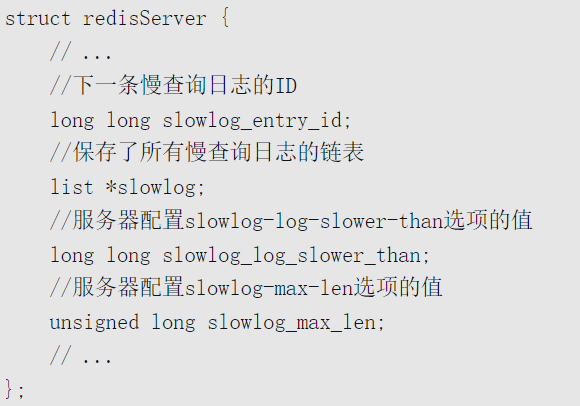 struct redisServer {
    // ...
    //下一条慢查询日志的ID
    long long slowlog_entry_id;
    //保存了所有慢查询日志的链表
    list *slowlog;
    //服务器配置slowlog-log-slower-than选项的值
    long long slowlog_log_slower_than;
    //服务器配置slowlog-max-len选项的值
    unsigned long slowlog_max_len;
    // ...
};